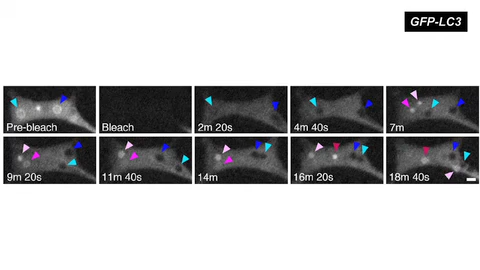 GFP-LC3
Pre-bleach
Bleach
2m 20s
4m 40s
7m
9m 20s
11m 40s
14m
16m 20s
18m 40s